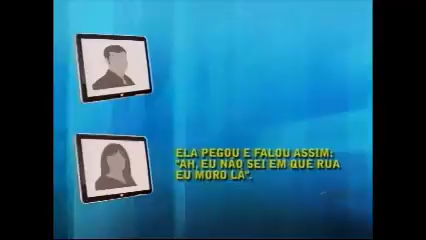 ELA PEGOU E FALOU ASSIM:
"AH, EU NÃO SEI EM QUE RUA
EU MORO LÁ".